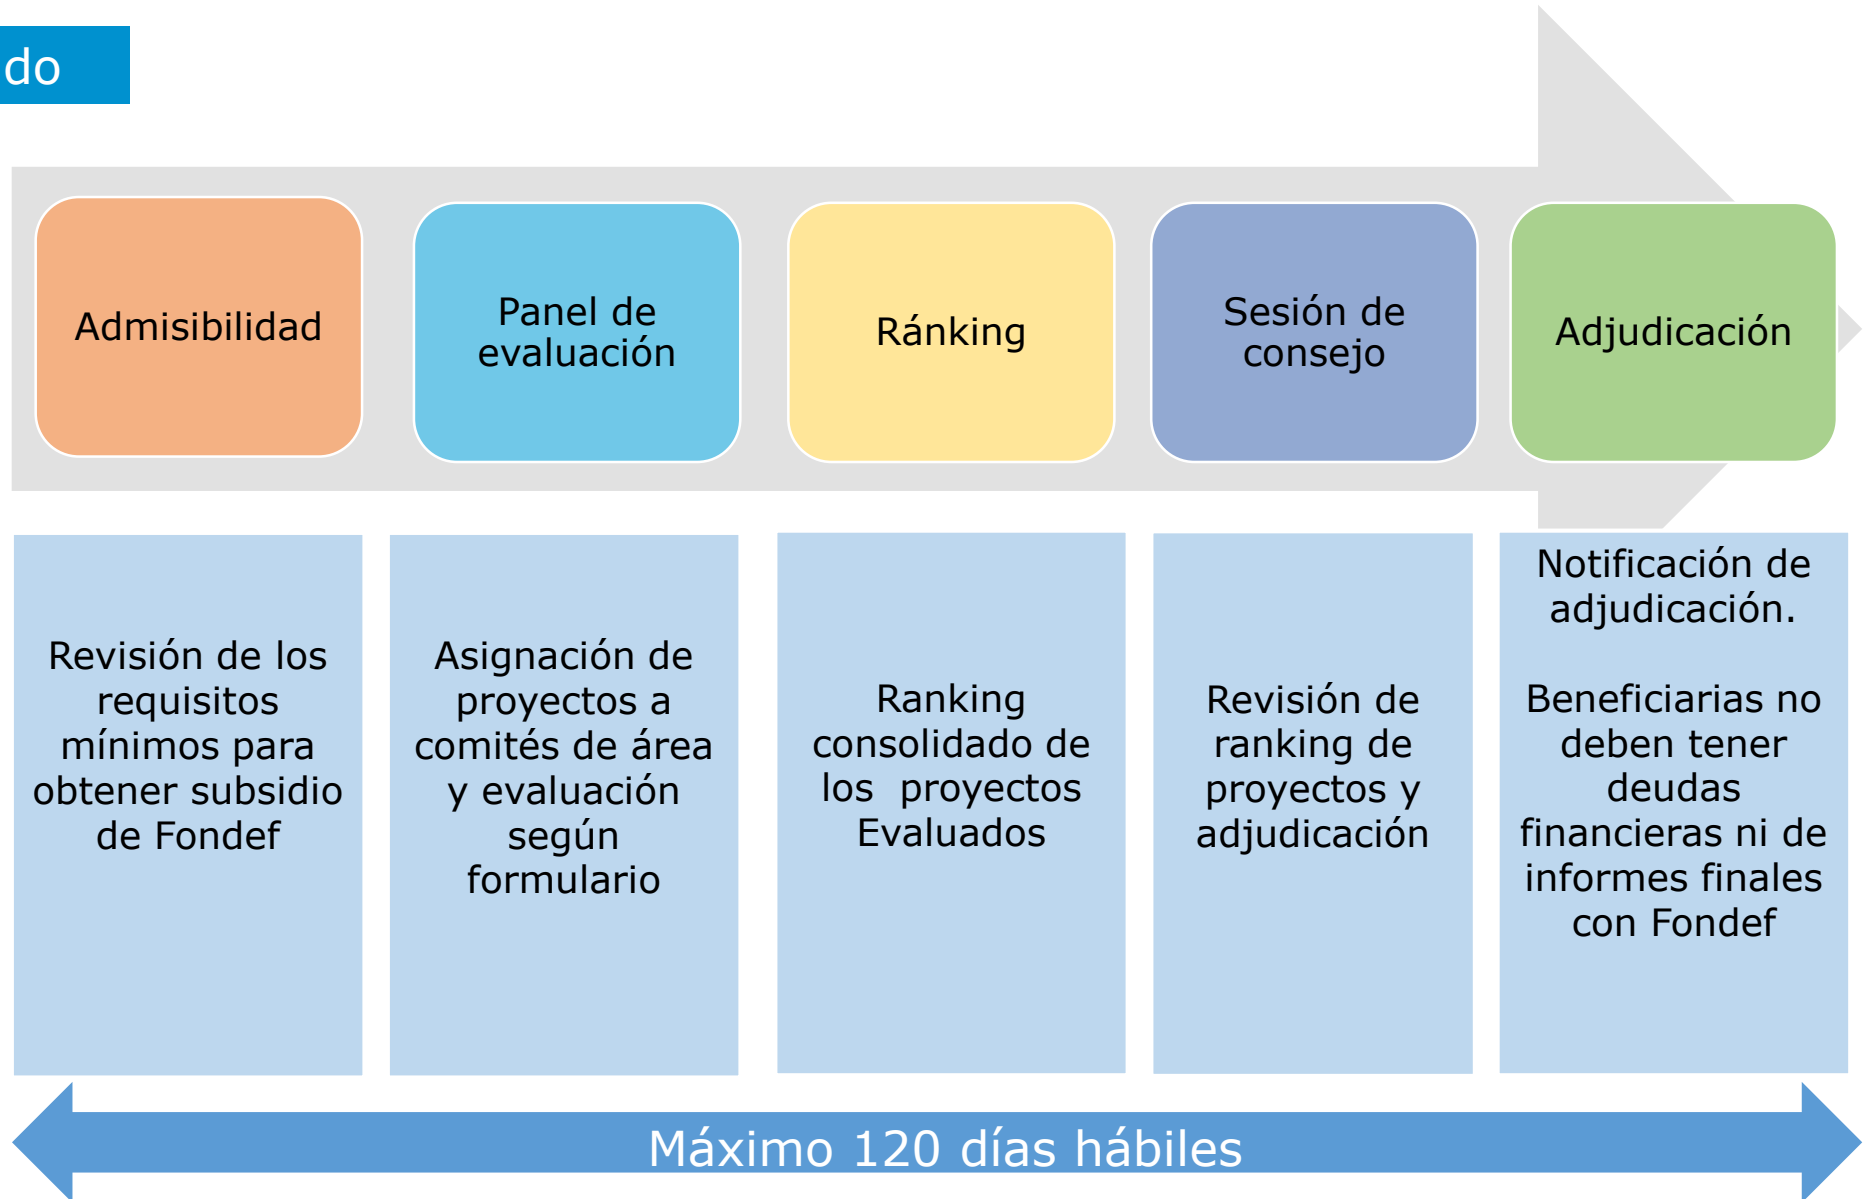 do
Admisibilidad
Panel de
evaluación
Ránking
Sesión de
consejo
Adjudicación
Revisión de los
requisitos
mínimos para
obtener subsidio
de Fondef
Asignación de
proyectos a
comités de área
y evaluación
según
formulario
Ranking
consolidado de
los proyectos
Evaluados
Revisión de
ranking de
proyectos y
adjudicación
Notificación de
adjudicación.
Beneficiarias no
deben tener
deudas
financieras ni de
informes finales
con Fondef
Máximo 120 días hábiles